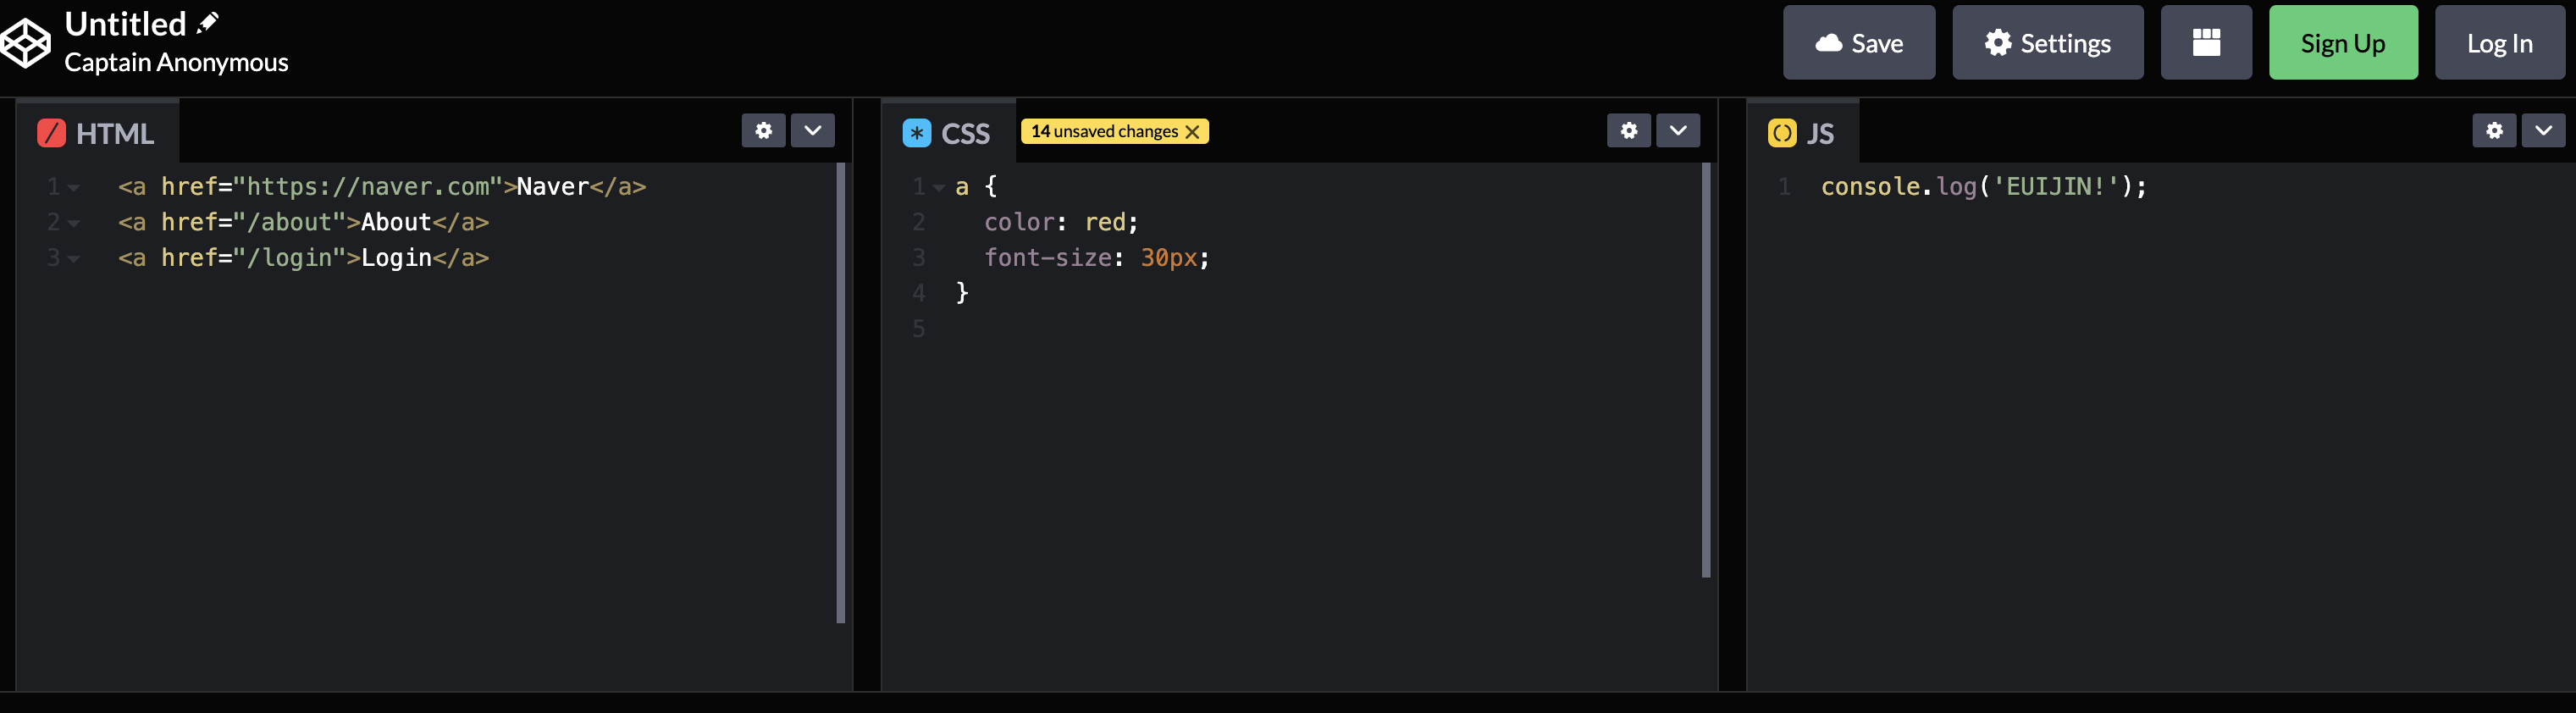 Untitled
Captain Anonymous
Save
Settings
Sign Up
Log In
HTML
1 <a href="https://naver.com">Naver</a>
2 <a href="/about">About</a>
3 <a href="/login">Login</a>
CSS
14 unsaved changes
1 a {
2 color: red;
3 font-size: 30px;
4 }
5
JS
1 console.log('EUIJIN!');